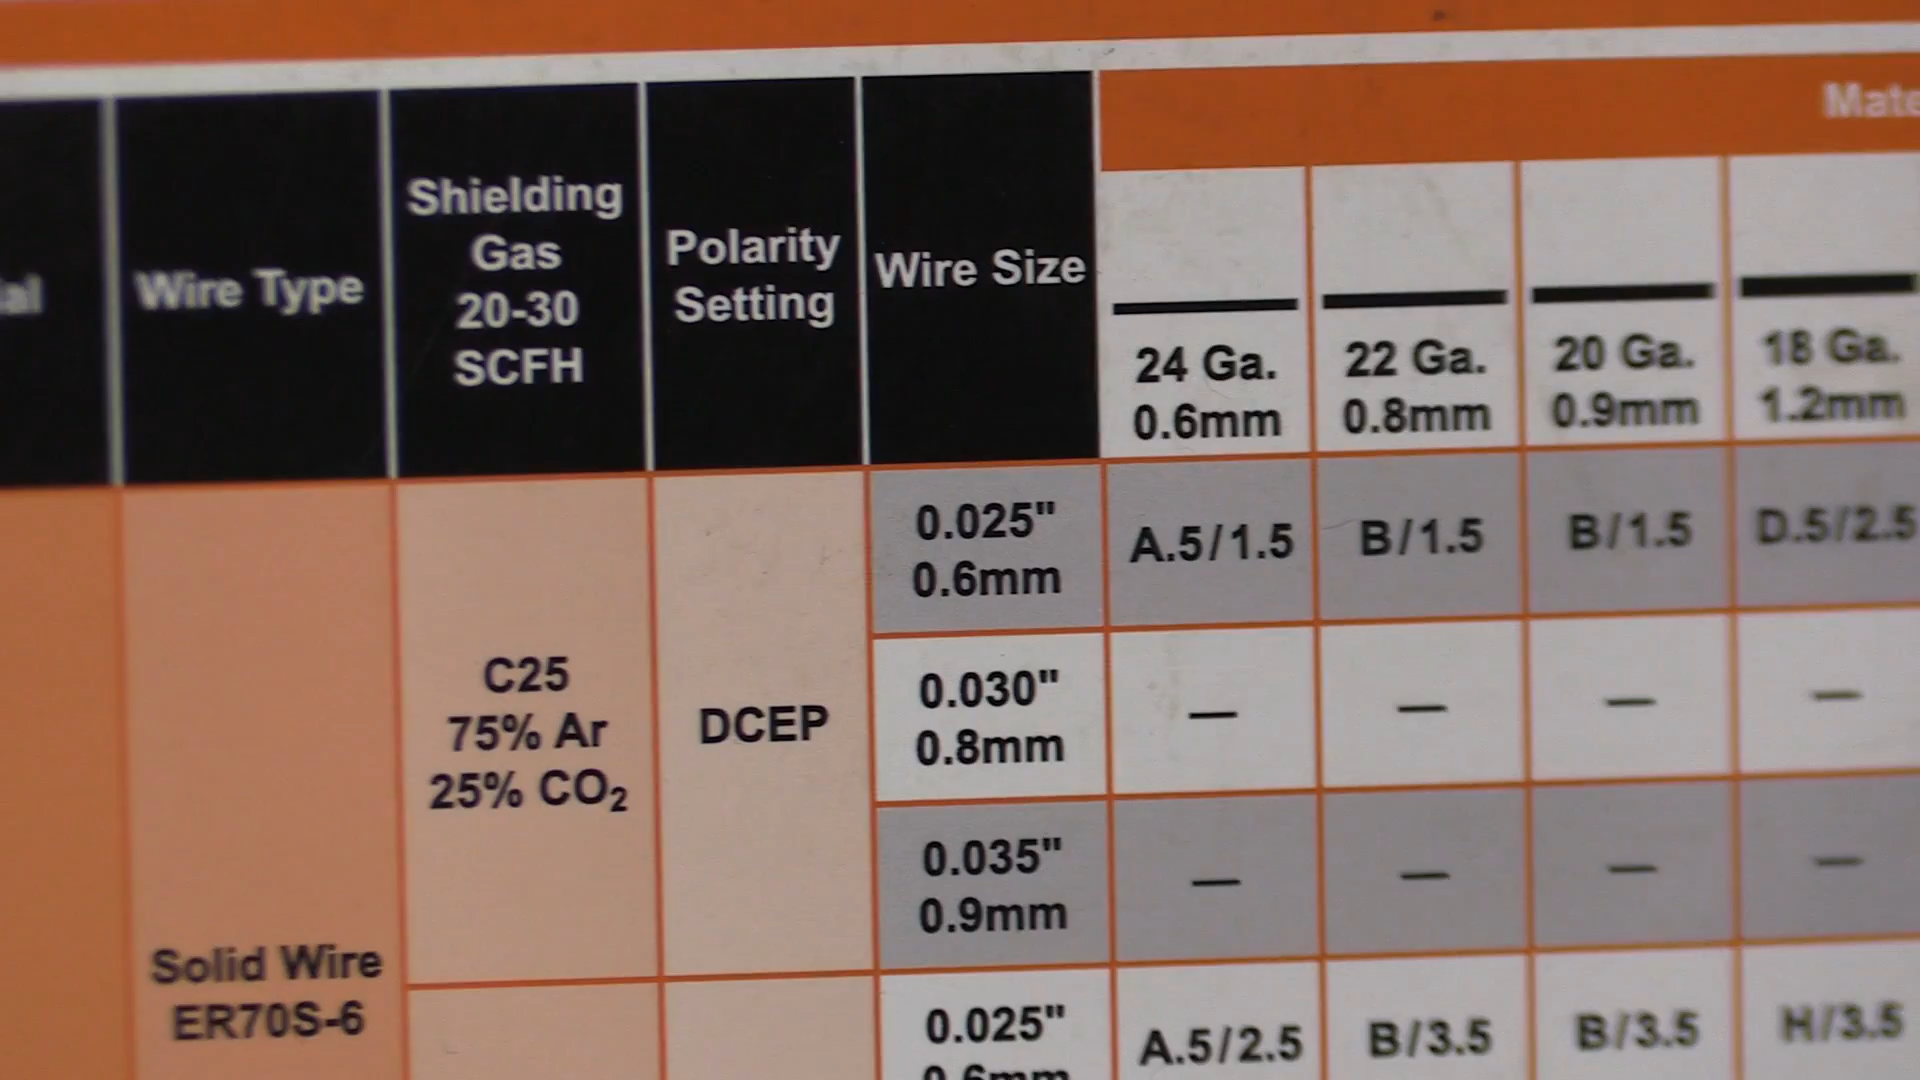 Wire Type
Shielding
Gas
20-30
SCFH
Polarity
Setting
Wire Size
24 Ga.
0.6mm
22 Ga.
0.8mm
20 Ga.
0.9mm
18 Ga.
1.2mm
Solid Wire
ER70S-6
C25
75% Ar
25% CO₂
DCEP
0.025"
0.6mm
A.5/1.5
B/1.5
B/1.5
D.5/2.5
0.030"
0.8mm
—
—
—
—
0.035"
0.9mm
—
—
—
—
0.025"
0.6mm
A.5/2.5
B/3.5
B/3.5
H/3.5